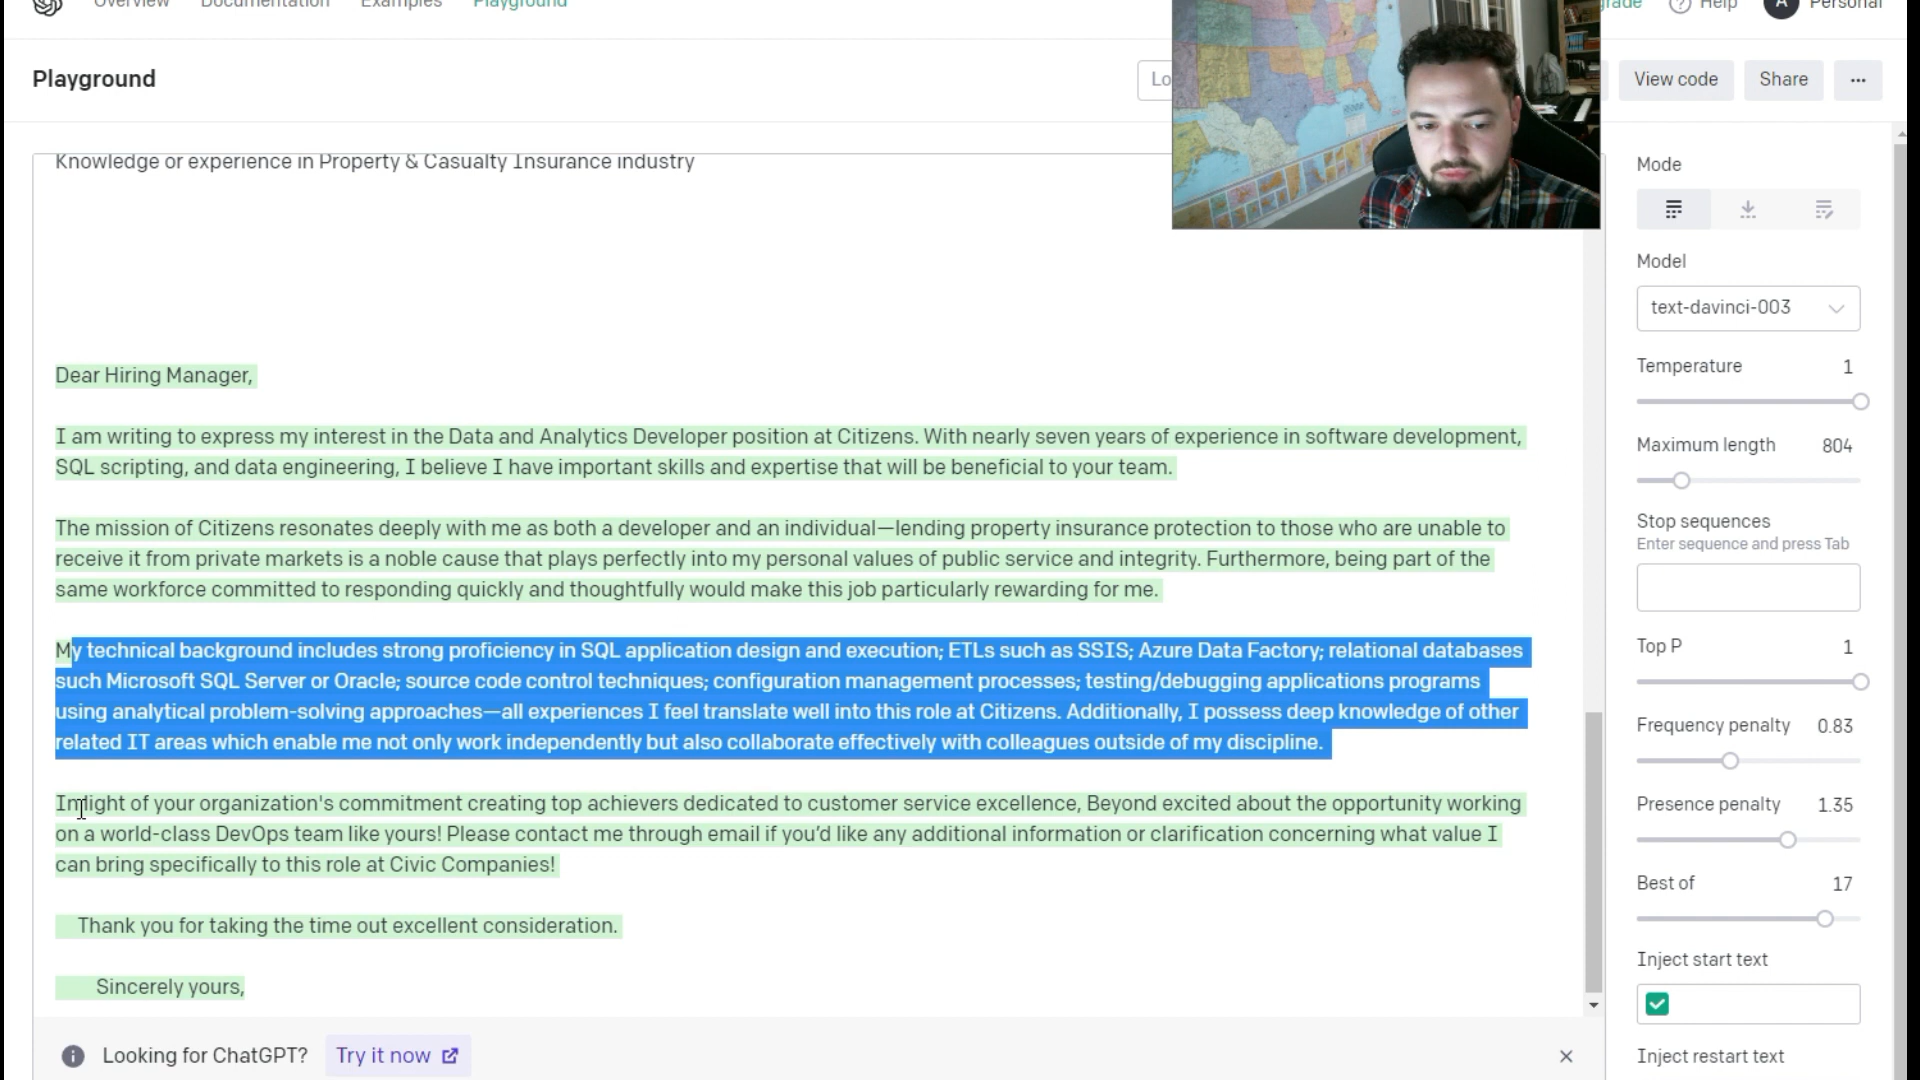 Overview Documentation Examples Playground
Help A Personal
Playground
Lo
View code Share ...
Knowledge or experience in Property & Casualty Insurance industry
Dear Hiring Manager,
I am writing to express my interest in the Data and Analytics Developer position at Citizens. With nearly seven years of experience in software development,
SQL scripting, and data engineering, I believe I have important skills and expertise that will be beneficial to your team.
The mission of Citizens resonates deeply with me as both a developer and an individual—lending property insurance protection to those who are unable to
receive it from private markets is a noble cause that plays perfectly into my personal values of public service and integrity. Furthermore, being part of the
same workforce committed to responding quickly and thoughtfully would make this job particularly rewarding for me.
My technical background includes strong proficiency in SQL application design and execution; ETLs such as SSIS; Azure Data Factory; relational databases
such Microsoft SQL Server or Oracle; source code control techniques; configuration management processes; testing/debugging applications programs
using analytical problem-solving approaches—all experiences I feel translate well into this role at Citizens. Additionally, I possess deep knowledge of other
related IT areas which enable me not only work independently but also collaborate effectively with colleagues outside of my discipline.
In light of your organization's commitment creating top achievers dedicated to customer service excellence, Beyond excited about the opportunity working
on a world-class DevOps team like yours! Please contact me through email if you'd like any additional information or clarification concerning what value I
can bring specifically to this role at Civic Companies!
Thank you for taking the time out excellent consideration.
Sincerely yours,
Looking for ChatGPT? Try it now
Mode
Model
text-davinci-003
Temperature 1
Maximum length 804
Stop sequences
Enter sequence and press Tab
Top P 1
Frequency penalty 0.83
Presence penalty 1.35
Best of 17
Inject start text
Inject restart text